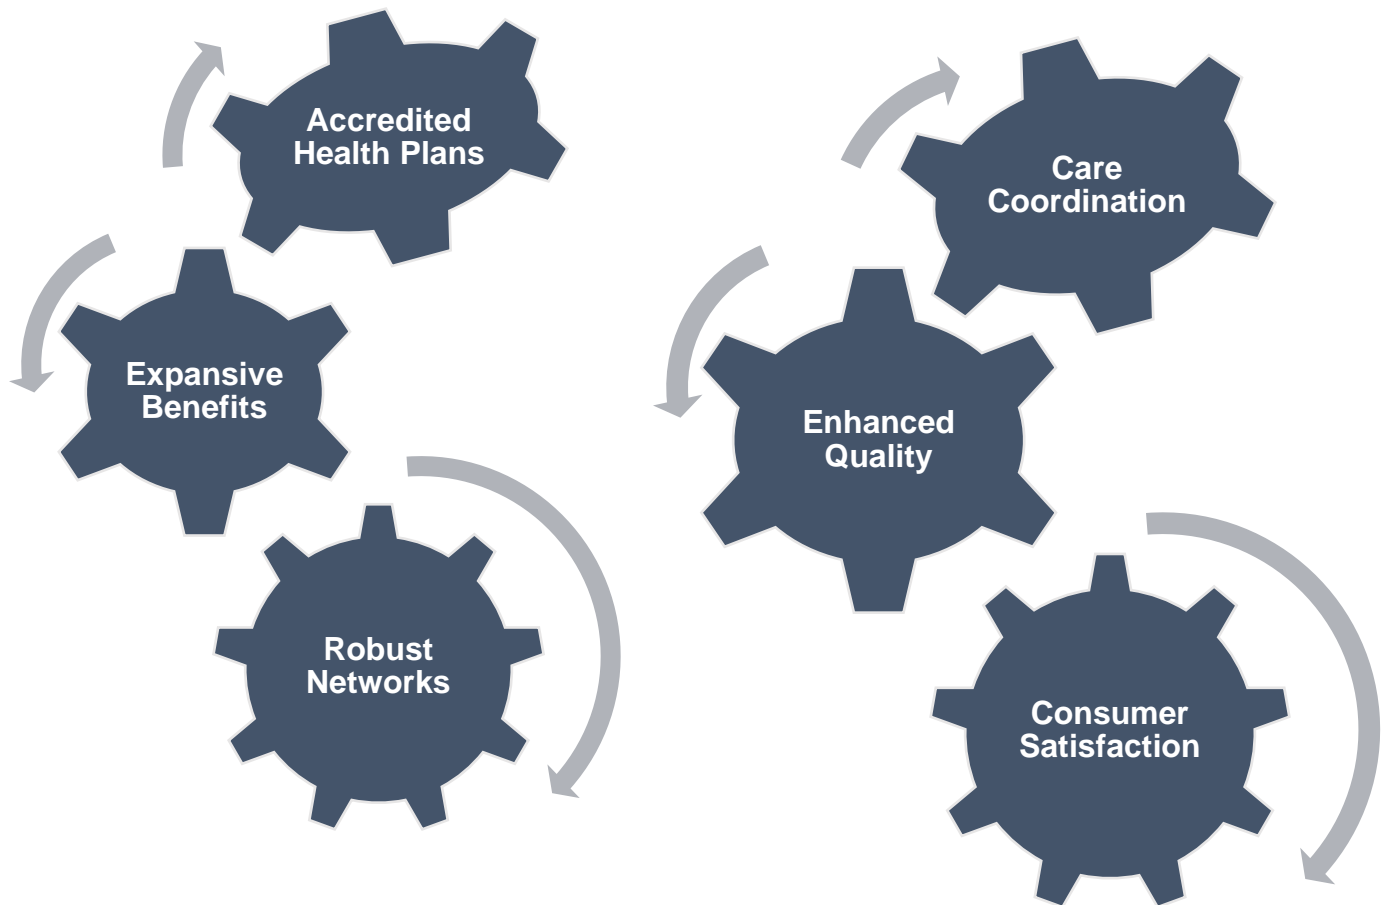 Accredited
Health Plans
Expansive
Benefits
Robust
Networks
Care
Coordination
Enhanced
Quality
Consumer
Satisfaction